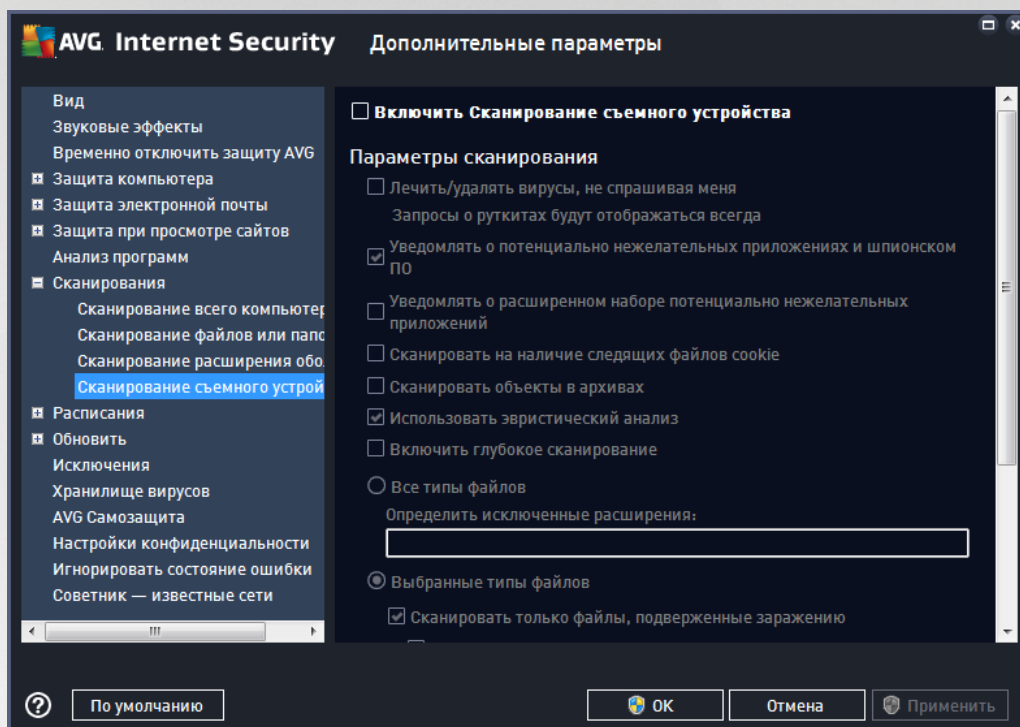 AVG. Internet Security
Дополнительные параметры
Вид
Звуковые эффекты
Временно отключить защиту AVG
Защита компьютера
Защита электронной почты
Защита при просмотре сайтов
Анализ программ
Сканирования
Сканирование всего компьютер
Сканирование файлов или папо
Сканирование расширения обо
Сканирование съемного устрой
Расписания
Обновить
Исключения
Хранилище вирусов
AVG Самозащита
Настройки конфиденциальности
Игнорировать состояние ошибки
Советник — известные сети
Включить Сканирование съемного устройства
Параметры сканирования
Лечить/удалять вирусы, не спрашивая меня
Запросы о руткитах будут отображаться всегда
Уведомлять о потенциально нежелательных приложениях и шпионском
ПО
Уведомлять о расширенном наборе потенциально нежелательных
приложений
Сканировать на наличие следящих файлов cookie
Сканировать объекты в архивах
Использовать эвристический анализ
Включить глубокое сканирование
Все типы файлов
Определить исключенные расширения:
Выбранные типы файлов
Сканировать только файлы, подверженные заражению
По умолчанию
ОК
Отмена
Применить